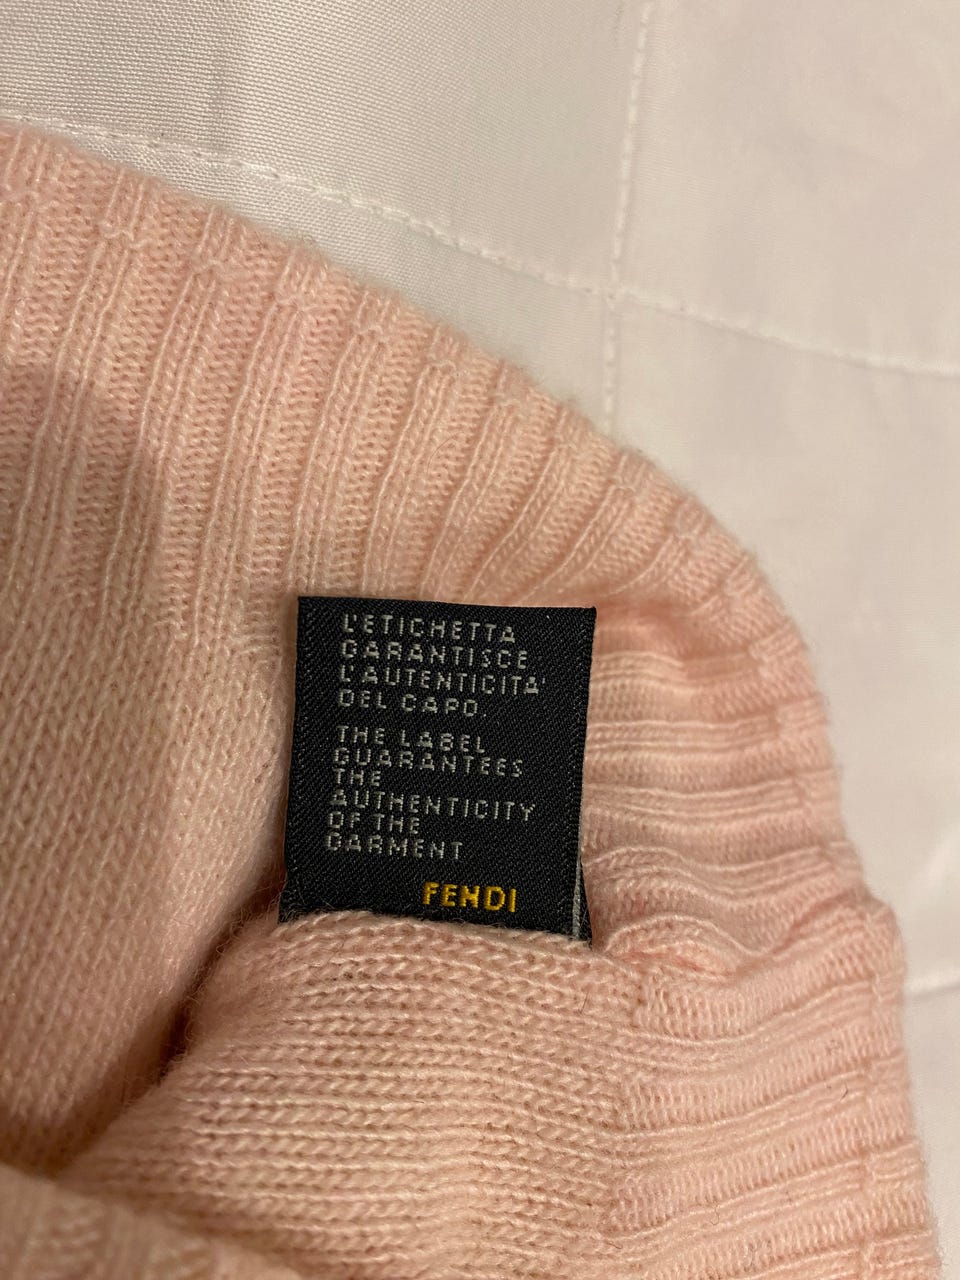 L'ETICHETTA
GARANTISCE
L'AUTENTICITA'
DEL CAPO.
THE LABEL
GUARANTEES
THE
AUTHENTICITY
OF THE
GARMENT
FENDI